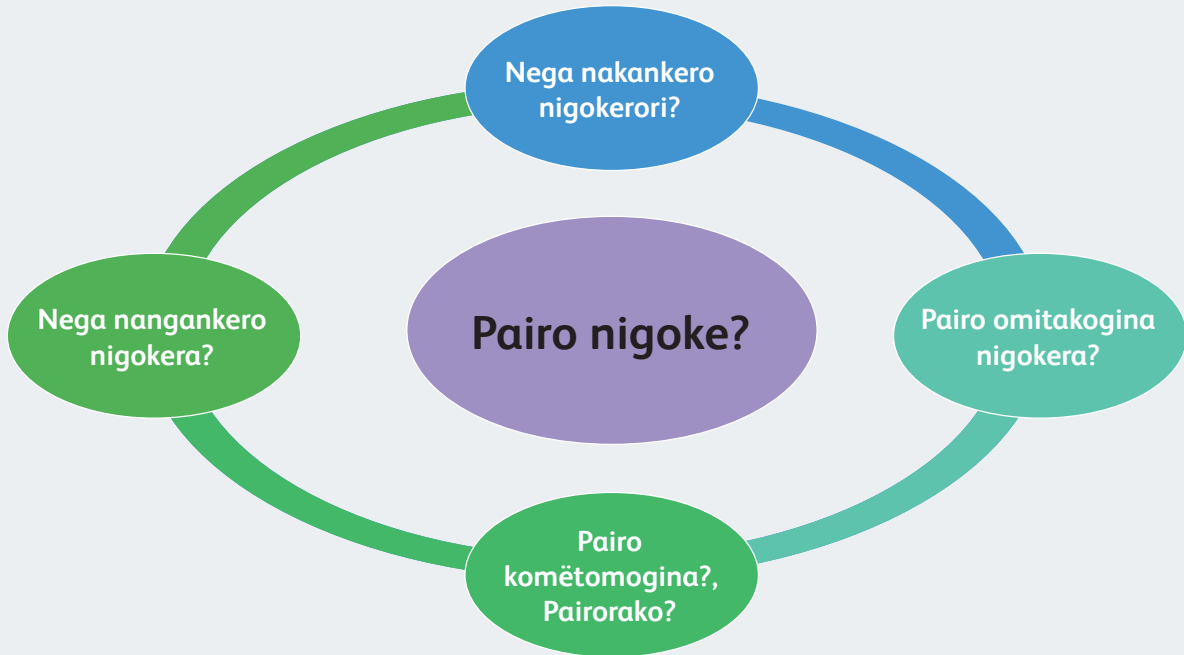 Nega nakankero
nigokerori?
Nega nangankero
nigokera?
Pairo nigoke?
Pairo omitakogina
nigokera?
Pairo
komëtomogina?,
Pairorako?